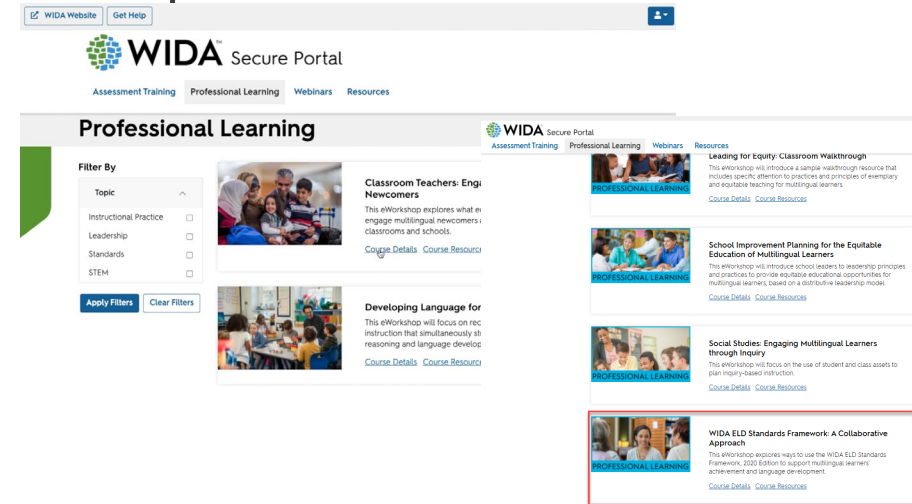 WIDA Website
Get Help
WIDA Secure Portal
Assessment Training Professional Learning Webinars Resources
Professional Learning
Filter By
Topic
Instructional Practice
Leadership
Standards
STEM
Apply Filters Clear Filters
Classroom Teachers: Enga
Newcomers
This eWorkshop explores what
engage multilingual newcomers
classrooms and schools.
Course Details Course Resource
Developing Language for
This eWorkshop will focus on rec
instruction that simultaneously st
reasoning and language develop
Course Details Course Resource
WIDA Secure Portal
Assessment Training Professional Learning Webinars Resources
PROFESSIONAL LEARNING
Leading for Equity: Classroom Walkthrough
This eWorkshop will introduce a sample walkthrough resource that
includes specific attention to practices and principles of exemplary
and equitable teaching for multilingual learners.
Course Details Course Resources
PROFESSIONAL LEARNING
School Improvement Planning for the Equitable
Education of Multilingual Learners
This eWorkshop will introduce school leaders to leadership principles
and practices to provide equitable educational opportunities for
multilingual learners, based on a distributive leadership model.
Course Details Course Resources
PROFESSIONAL LEARNING
Social Studies: Engaging Multilingual Learners
through Inquiry
This eWorkshop will focus on the use of student and class assets to
plan inquiry-based instruction.
Course Details Course Resources
PROFESSIONAL LEARNING
WIDA ELD Standards Framework: A Collaborative
Approach
This eWorkshop explores ways to use the WIDA ELD Standards
Framework, 2020 Edition to support multilingual learners'
achievement and language development.
Course Details Course Resources